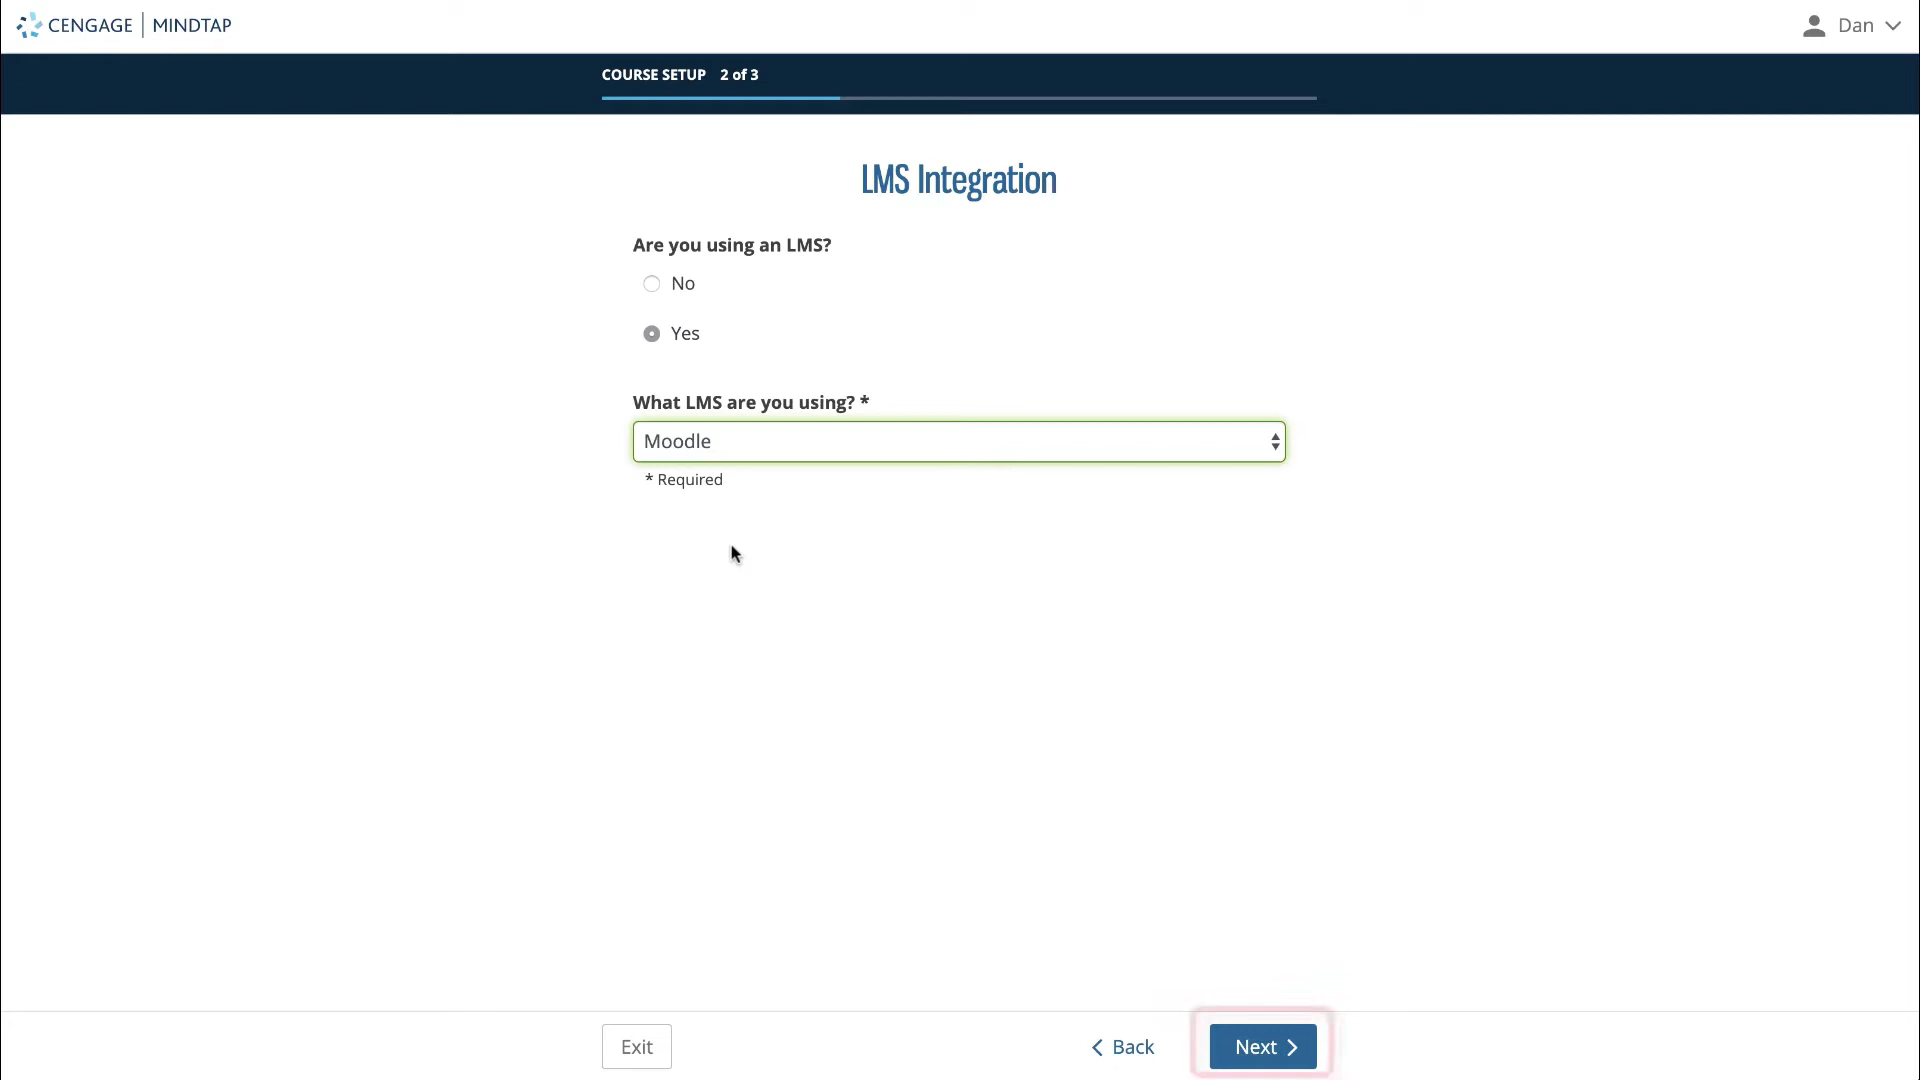 CENGAGE | MINDTAP
Dan
COURSE SETUP 2 of 3
LMS Integration
Are you using an LMS?
No
Yes
What LMS are you using? *
Moodle
* Required
Exit
Back
Next